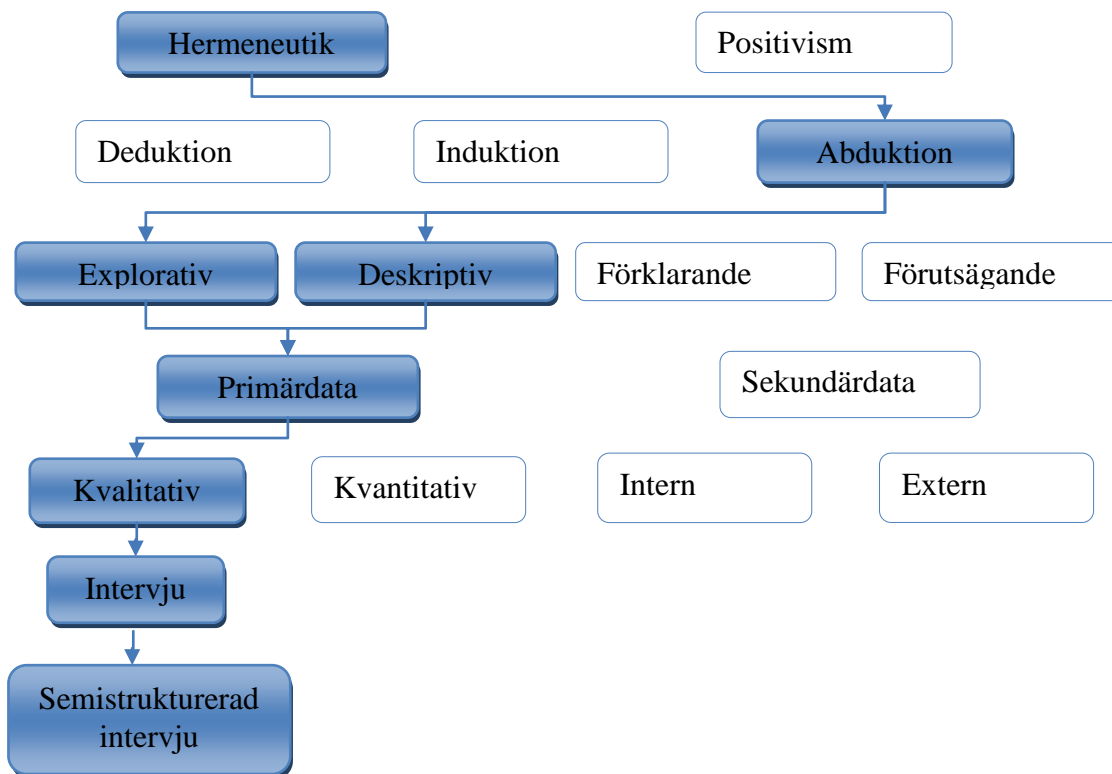 Hermeneutik
Positivism
Deduktion
Induktion
Abduktion
Explorativ
Deskriptiv
Förklarande
Förutsägande
Primärdata
Sekundärdata
Kvalitativ
Kvantitativ
Intern
Extern
Intervju
Semistrukturerad
intervju